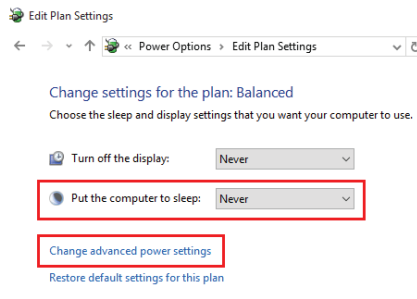 Edit Plan Settings
« Power Options › Edit Plan Settings
Change settings for the plan: Balanced
Choose the sleep and display settings that you want your computer to use.
Turn off the display: Never
Put the computer to sleep: Never
Change advanced power settings
Restore default settings for this plan